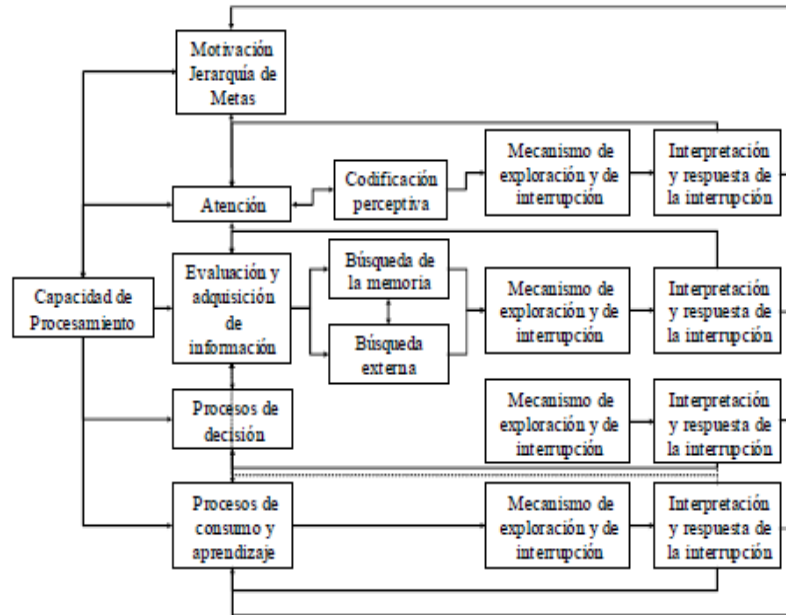 Motivación
Jerarquía de
Metas
Atención
Codificación
perceptiva
Mecanismo de
exploración y de
interrupción
Interpretación
y respuesta de
la interrupción
Capacidad de
Procesamiento
Evaluación y
adquisición
de
información
Búsqueda de
la memoria
Búsqueda
externa
Mecanismo de
exploración y de
interrupción
Interpretación
y respuesta de
la interrupción
Procesos de
decisión
Mecanismo de
exploración y de
interrupción
Interpretación
y respuesta de
la interrupción
Procesos de
consumo y
aprendizaje
Mecanismo de
exploración y de
interrupción
Interpretación
y respuesta de
la interrupción